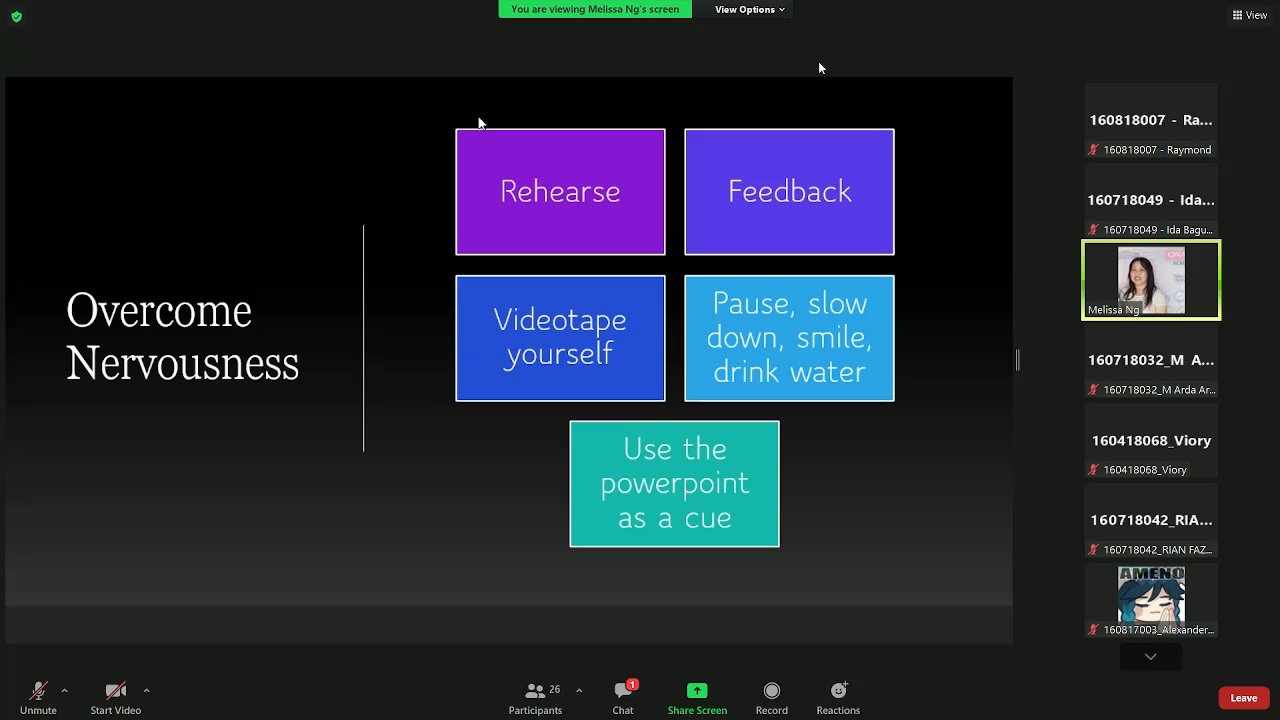 You are viewing Melissa Ng's screen
View Options
View
Overcome
Nervousness
Rehearse
Feedback
Videotape
yourself
Pause, slow
down, smile,
drink water
Use the
powerpoint
as a cue
160818007 - Ra...
160818007 - Raymond
160718049 - Ida...
160718049 - Ida Bagu...
Melissa Ng
160718032_M A...
160718032_M Arda Ar...
160418068_Viory
160418068_Viory
160718042_RIA...
160718042_RIAN FAZ...
AMENO
160817003_Alexander...
Unmute
Start Video
26
Participants
1
Chat
Share Screen
Record
Reactions
Leave